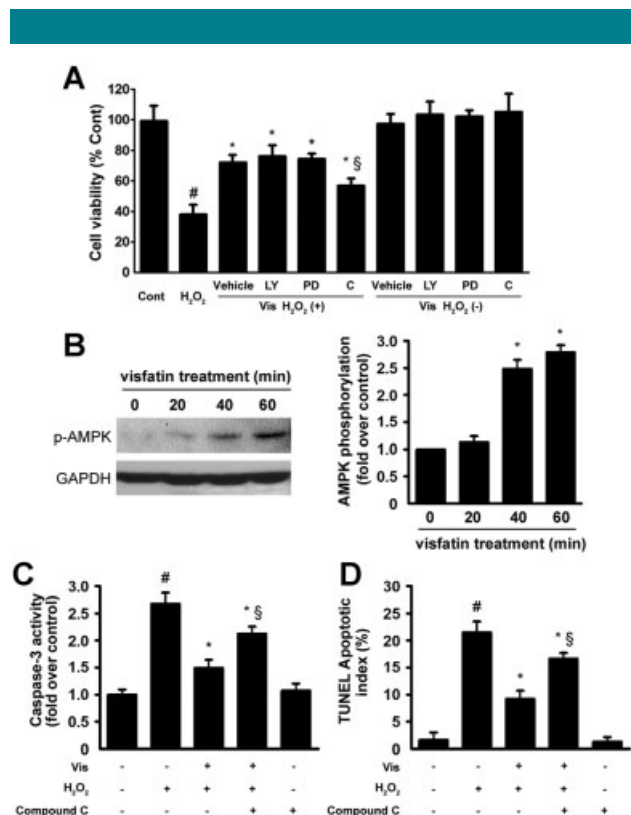 A
Cell viability (% Cont)
120
100
80
60
40
20
0
#
*
*
*
* §
Cont
H₂O₂
Vehicle LY PD C
Vis H₂O₂ (+)
Vehicle LY PD C
Vis H₂O₂ (-)
B
visfatin treatment (min)
0 20 40 60
p-AMPK
GAPDH
AMPK phosphorylation
(fold over control)
3.0
2.5
2.0
1.5
1.0
0.5
0
*
*
0 20 40 60
visfatin treatment (min)
C
Caspase-3 activity
(fold over control)
3.0
2.5
2.0
1.5
1.0
0.5
0
#
*
* §
Vis - - + + -
H₂O₂ - + + + -
Compound C - - - + +
D
TUNEL Apoptotic
index (%)
30
25
20
15
10
5
0
#
*
* §
Vis - - + + -
H₂O₂ - + + + -
Compound C - - - + +